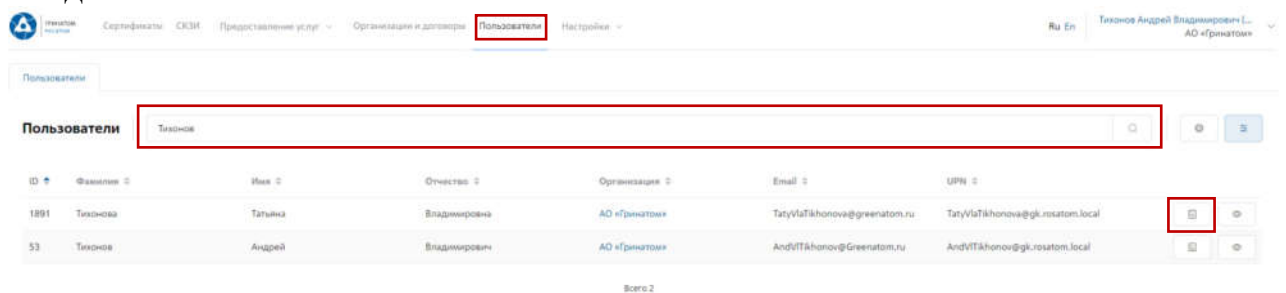 ГРИНАТОМ
РОСАТОМ
Сертификаты СКЗИ Предоставление услуг Организации и договоры Пользователи Настройки
Ru En
Тихонов Андрей Владимирович (...
АО «Гринатом»
Пользователи
Пользователи Тихонов
ID Фамилия Имя Отчество Организация Email UPN
1891 Тихонова Татьяна Владимировна АО «Гринатом» TatyVlaTikhonova@greenatom.ru TatyVlaTikhonova@gk.rosatom.local
53 Тихонов Андрей Владимирович АО «Гринатом» AndVlTikhonov@Greenatom.ru AndVlTikhonov@gk.rosatom.local
Всего 2